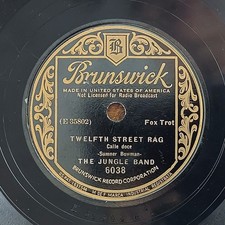 B
Brunswick
MADE IN UNITED STATES OF AMERICA
Not Licensed for Radio Broadcast
(E 35802) Fox Trot
TWELFTH STREET RAG
Calle doce
-Sumner Bowman-
THE JUNGLE BAND
6038
BRUNSWICK RECORD CORPORATION